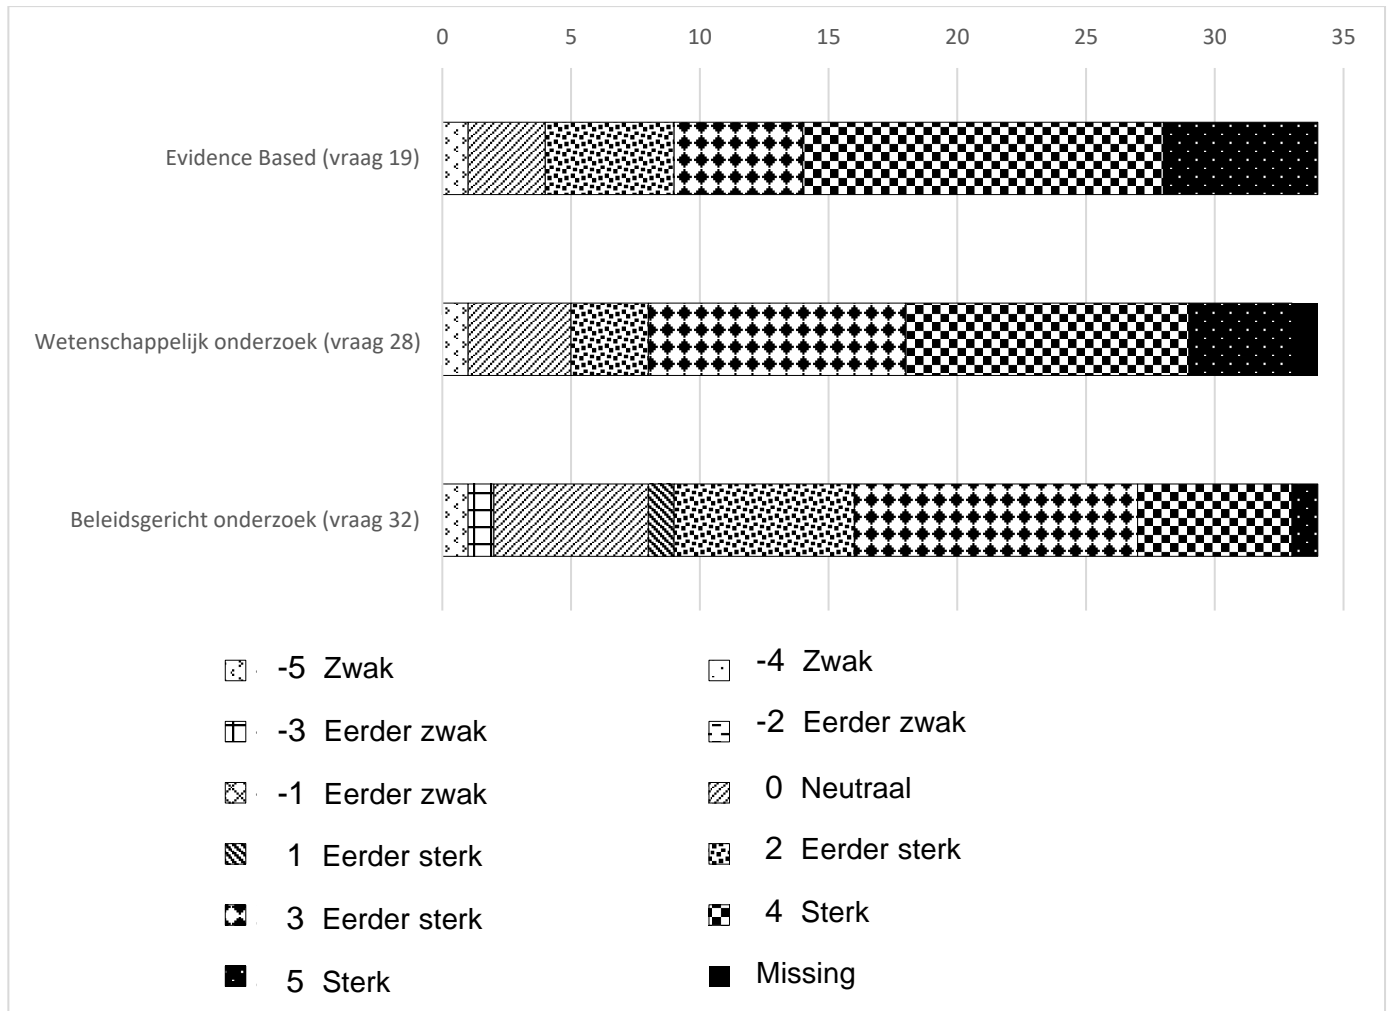 0 5 10 15 20 25 30 35
Evidence Based (vraag 19)
Wetenschappelijk onderzoek (vraag 28)
Beleidsgericht onderzoek (vraag 32)
-5 Zwak
-4 Zwak
-3 Eerder zwak
-2 Eerder zwak
-1 Eerder zwak
0 Neutraal
1 Eerder sterk
2 Eerder sterk
3 Eerder sterk
4 Sterk
5 Sterk
Missing